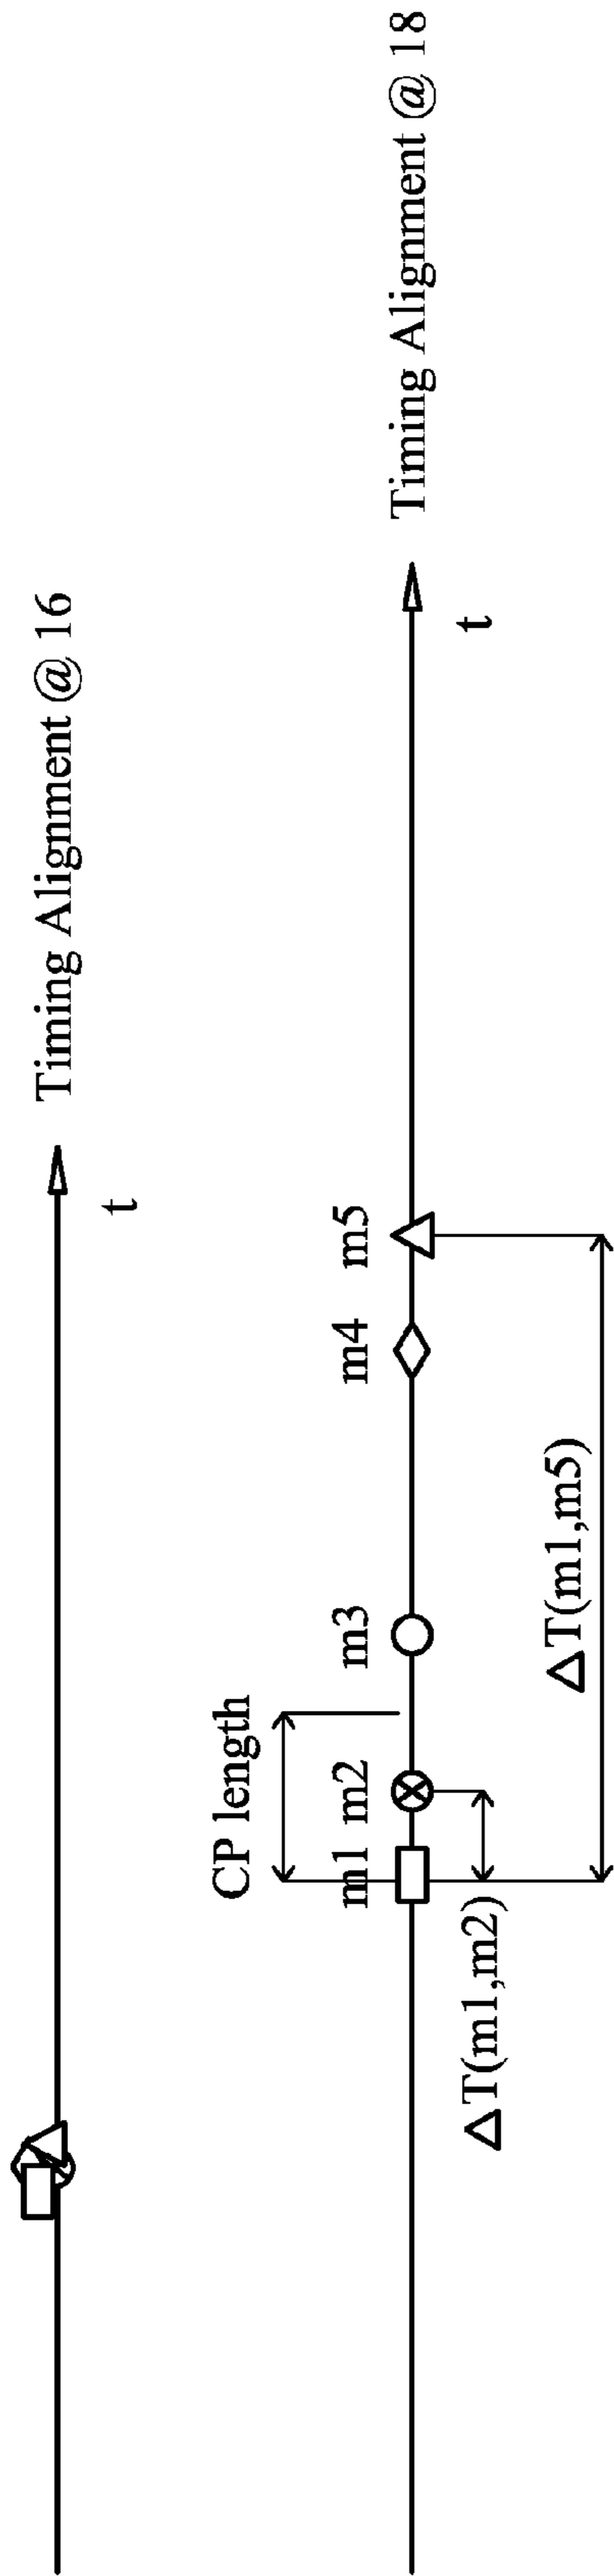 Timing Alignment @ 16
t
Timing Alignment @ 18
t
CP length
m1 m2 m3 m4 m5
ΔT(m1,m2)
ΔT(m1,m5)